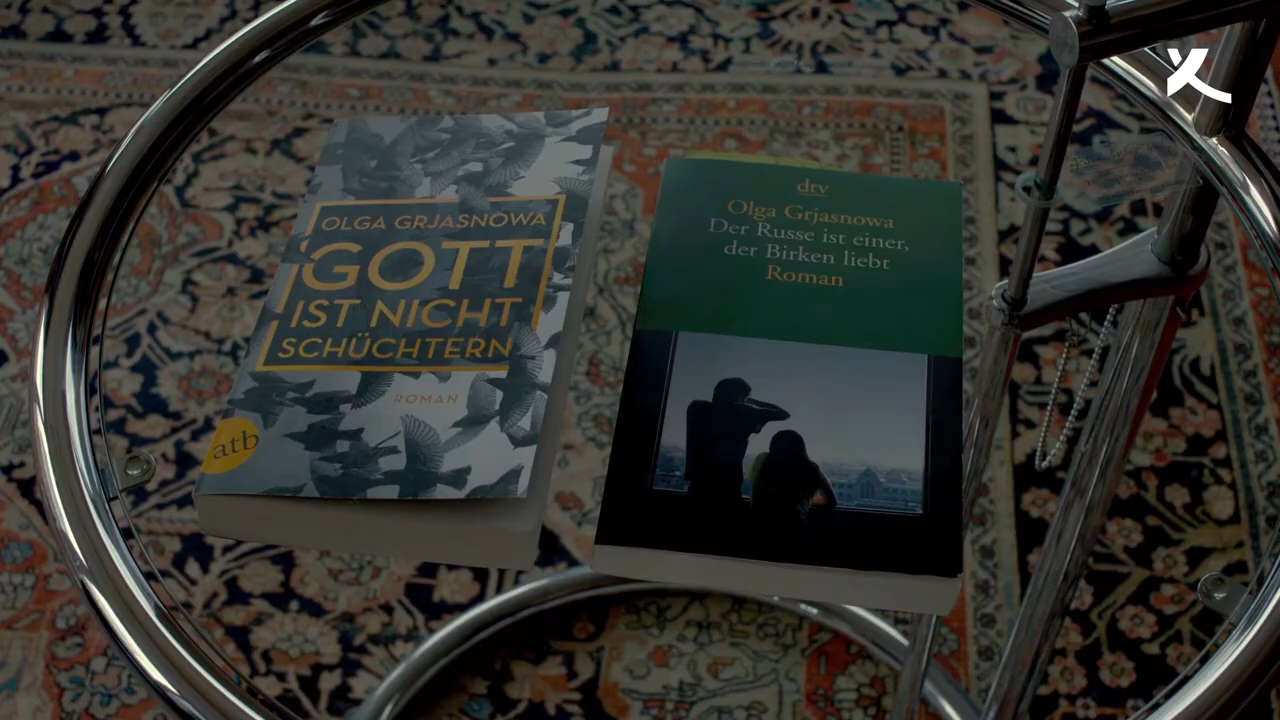 OLGA GRJASNOWA
GOTT
IST NICHT
SCHÜCHTERN
ROMAN
atb
dtv
Olga Grjasnowa
Der Russe ist einer,
der Birken liebt
Roman